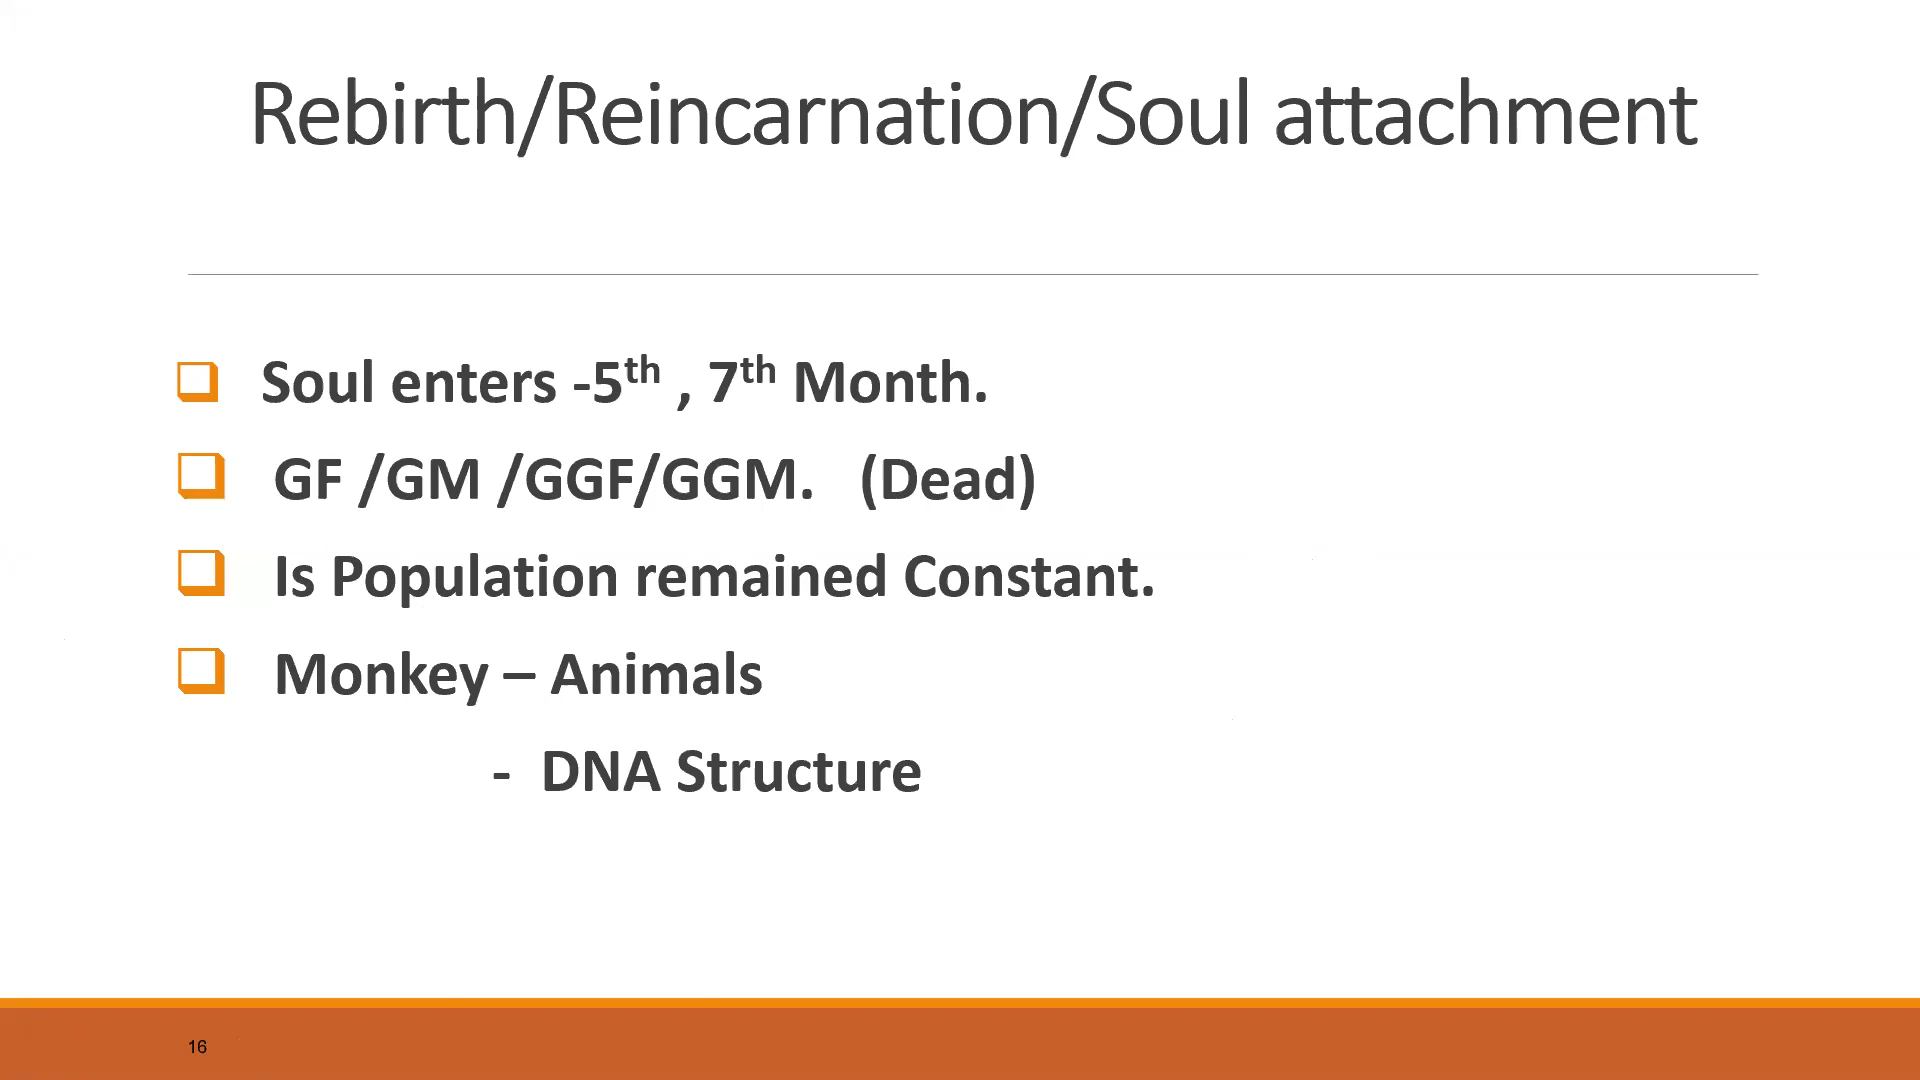 Rebirth/Reincarnation/Soul attachment
Soul enters -5th , 7th Month.
GF /GM /GGF/GGM. (Dead)
Is Population remained Constant.
Monkey – Animals
- DNA Structure
16